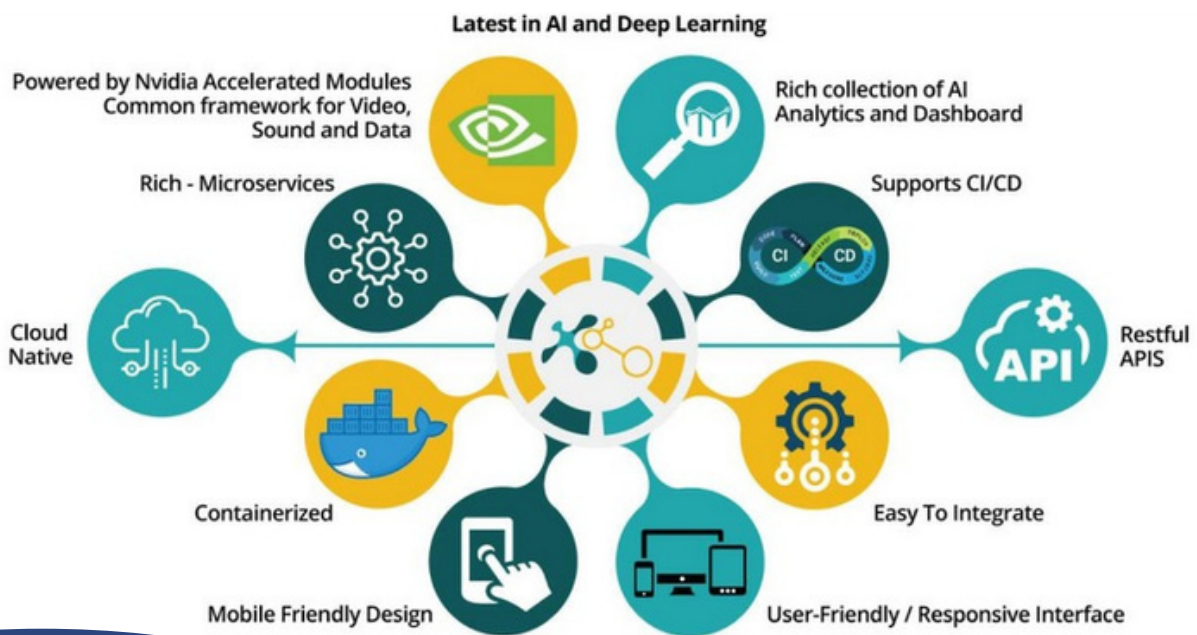 Latest in AI and Deep Learning
Powered by Nvidia Accelerated Modules
Common framework for Video,
Sound and Data
Rich collection of AI
Analytics and Dashboard
Rich - Microservices
Supports CI/CD
CI
CD
Cloud
Native
API
Restful
APIS
Containerized
Easy To Integrate
Mobile Friendly Design
User-Friendly / Responsive Interface